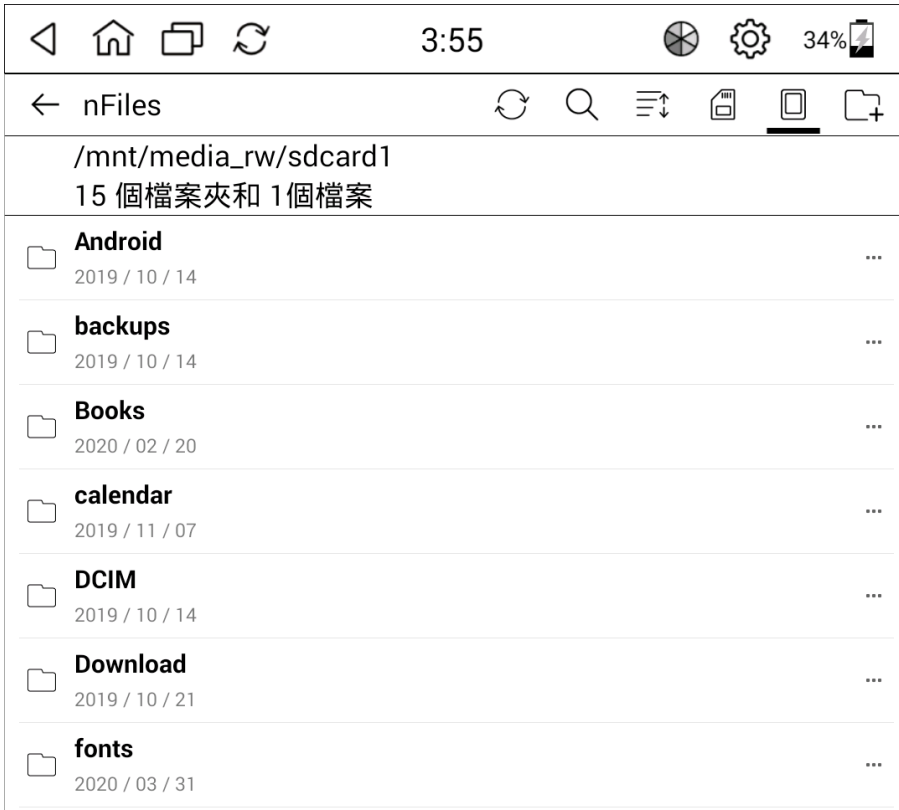 3:55
34%
nFiles
/mnt/media_rw/sdcard1
15 個檔案夾和 1個檔案
Android
2019 / 10 / 14
backups
2019 / 10 / 14
Books
2020 / 02 / 20
calendar
2019 / 11 / 07
DCIM
2019 / 10 / 14
Download
2019 / 10 / 21
fonts
2020 / 03 / 31